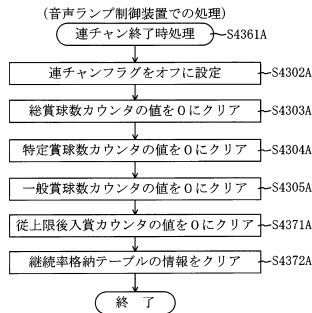 (音声ランプ制御装置での処理)
連チャン終了時処理 S4361A
連チャンフラグをオフに設定 S4302A
総賞球数カウンタの値を0にクリア S4303A
特定賞球数カウンタの値を0にクリア S4304A
一般賞球数カウンタの値を0にクリア S4305A
従上限後入賞カウンタの値を0にクリア S4371A
継続率格納テーブルの情報をクリア S4372A
終 了